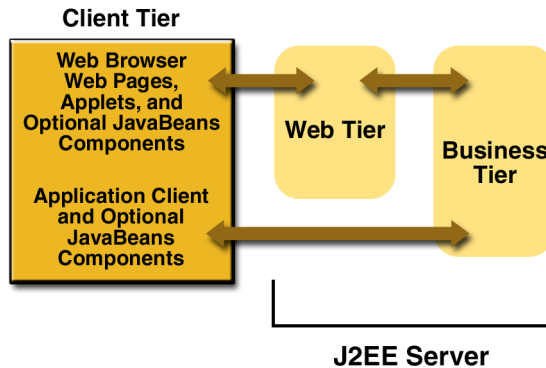 Client Tier
Web Browser
Web Pages,
Applets, and
Optional JavaBeans
Components
Application Client
and Optional
JavaBeans
Components
Web Tier
Business
Tier
J2EE Server